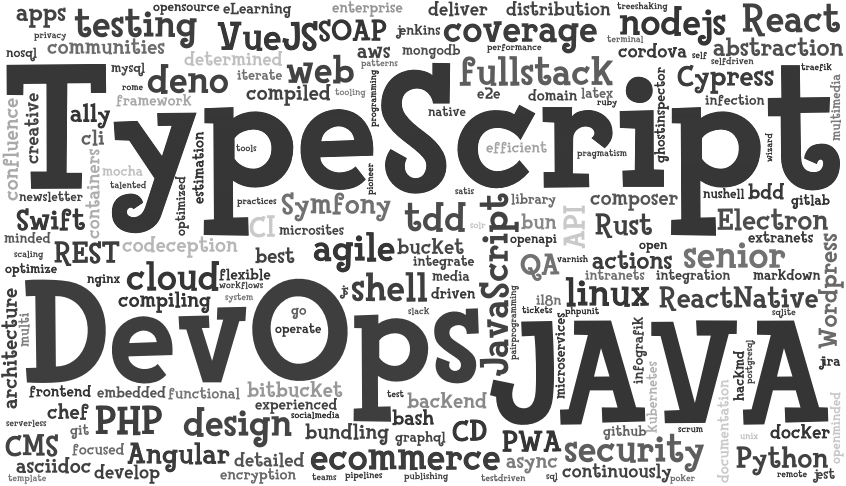 apps
opensource
eLearning
enterprise
deliver
distribution
treeshaking
nodejs
React
privacy
testing
VueJS
SOAP
jenkins
coverage
terminal
nosql
communities
determined
aws
mongodb
performance
cordova
self
abstraction
mysql
deno
iterate
web
patterns
fullstack
selfdriven
Cypress
traefik
rome
compiled
tooling
programming
e2e
domain
latex
ruby
ghostinspector
infection
multimedia
confluence
creative
framework
native
TypeScript
ally
cli
containers
mocha
talented
optimized
estimation
tools
pioneer
efficient
pragmatism
wizard
newsletter
practices
satis
library
composer
nushell
bdd
gitlab
Swift
Symfony
tdd
solr
JavaScript
bun
API
Rust
Electron
minded
CI
microsites
openapi
extranets
scaling
REST
codeception
best
agile
bucket
QA
varnish
actions
open
senior
Wordpress
optimize
nginx
cloud
flexible
workflows
integrate
media
intranets
integration
markdown
compiling
system
js
shell
driven
i18n
linux
ReactNative
architecture
multi
DevOps
go
operate
slack
pairprogramming
tickets
phpunit
sqlite
microservices
JAVA
infografik
kubernetes
hackmd
postgresql
jira
frontend
embedded
functional
bitbucket
test
backend
serverless
chef
PHP
design
experienced
socialmedia
bash
github
scrum
documentation
docker
openminded
git
bundling
graphql
CD
PWA
unix
CMS
focused
Angular
detailed
ecommerce
async
security
Python
asciidoc
develop
encryption
continuously
template
teams
pipelines
publishing
testdriven
sql
poker
remote
jest